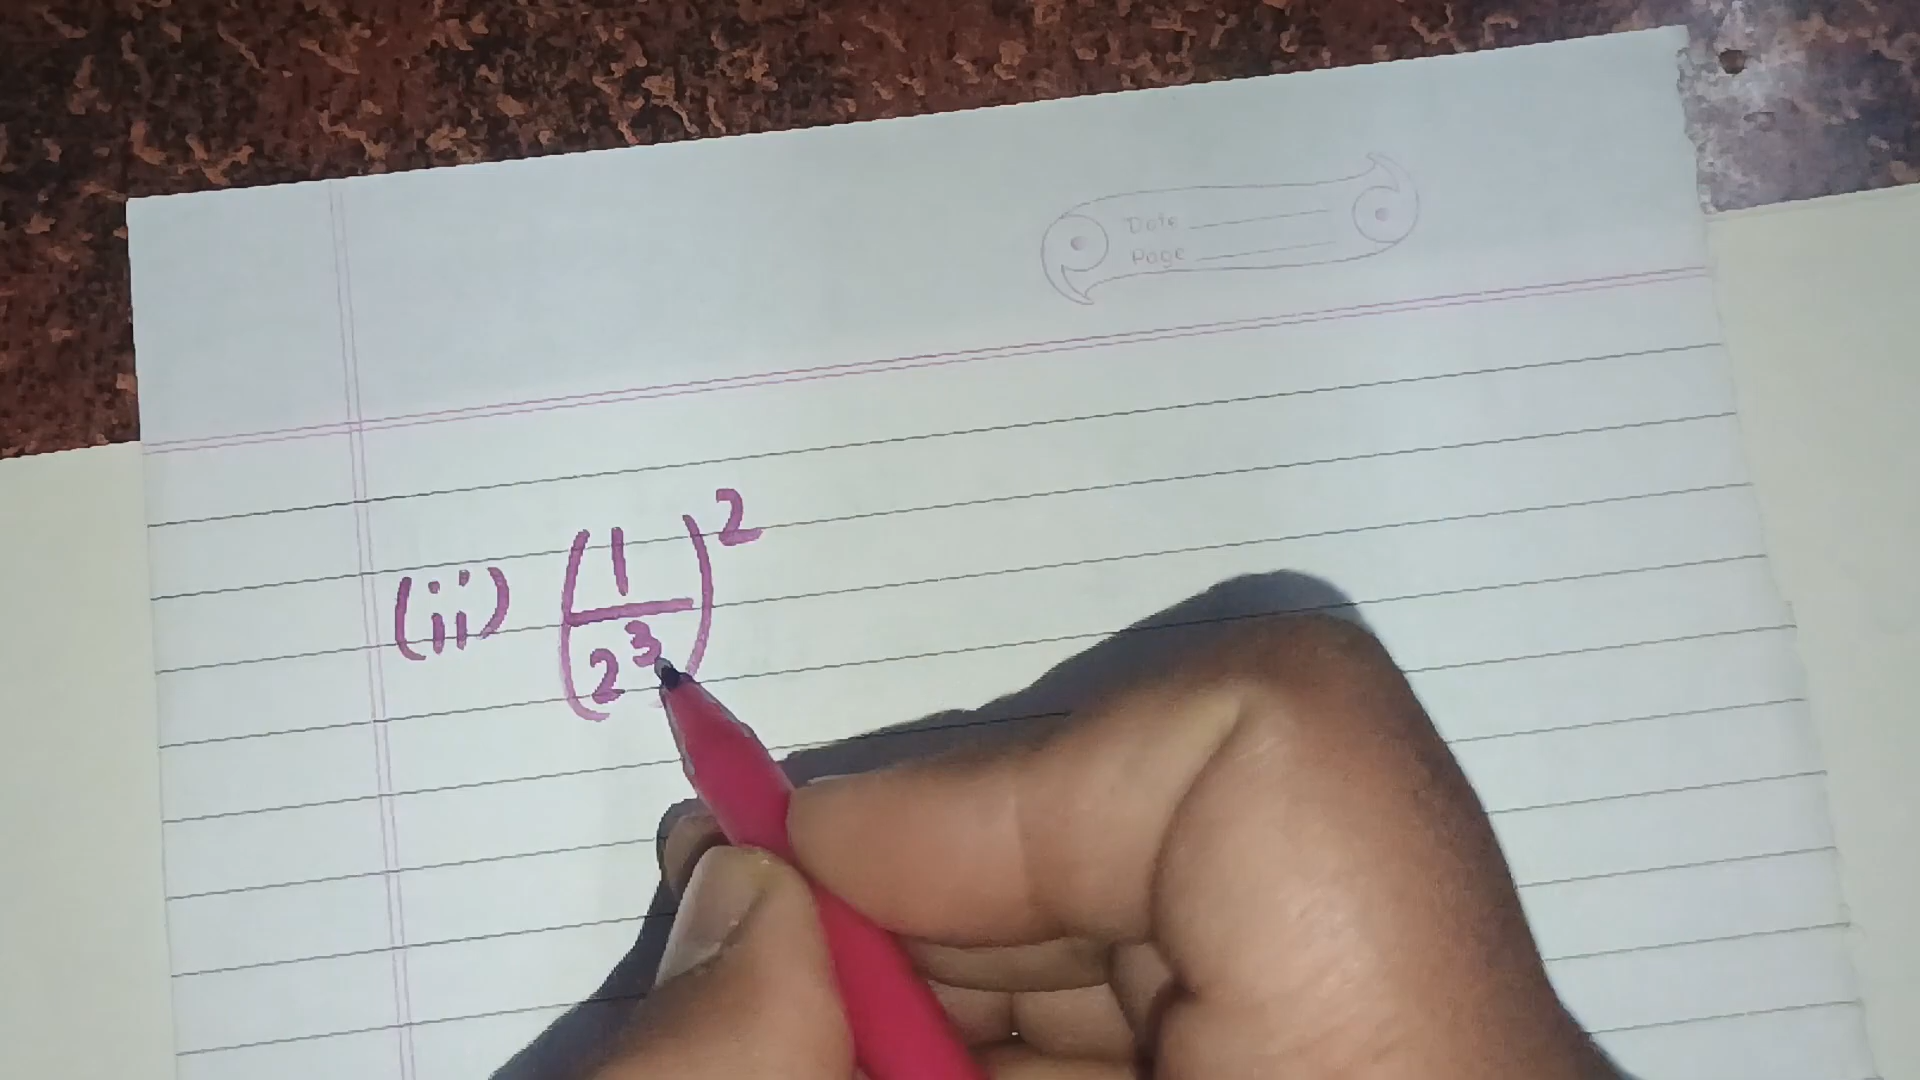 Date
Page
(ii) (1/2³)²